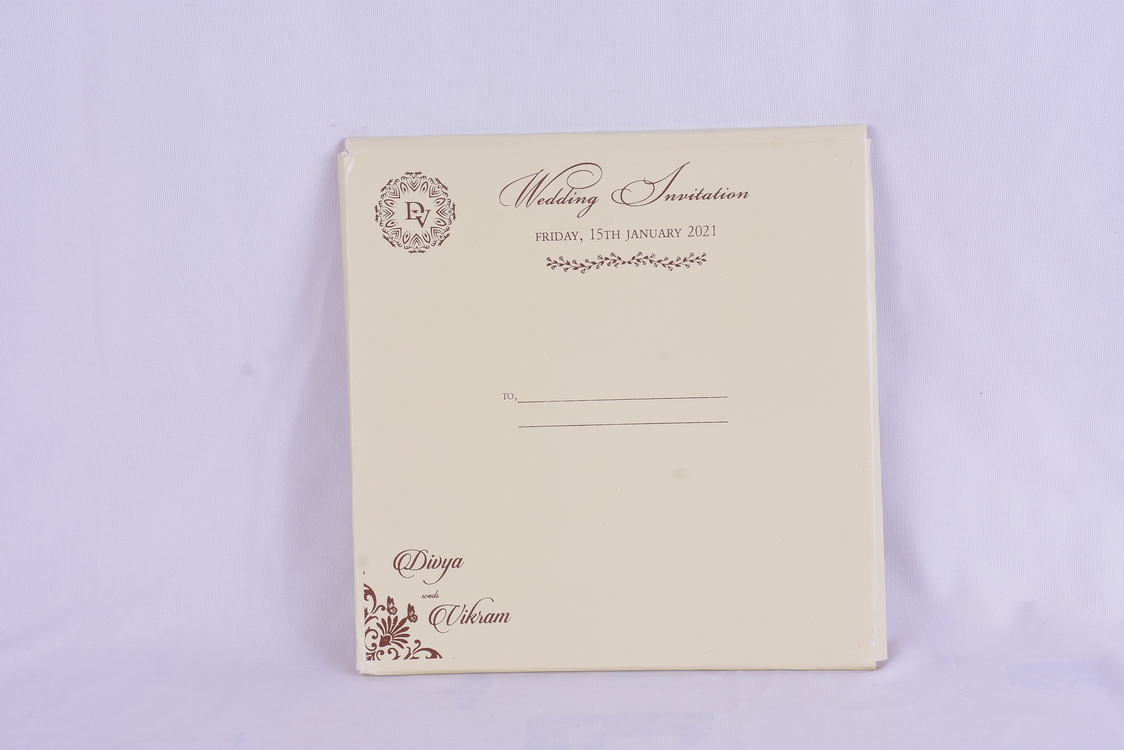 DV
Wedding Invitation
FRIDAY, 15TH JANUARY 2021
TO,
Divya
weds
Vikram